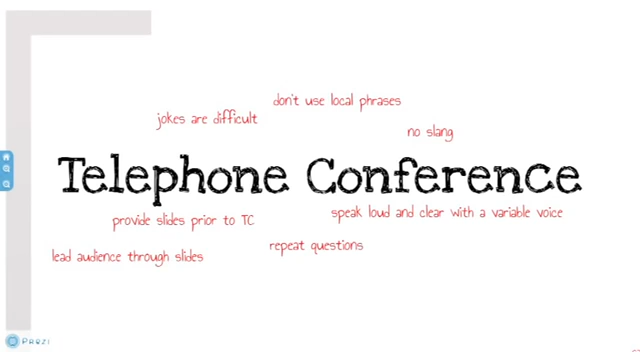 don't use local phrases
jokes are difficult
no slang
Telephone Conference
speak loud and clear with a variable voice
provide slides prior to TC
repeat questions
lead audience through slides